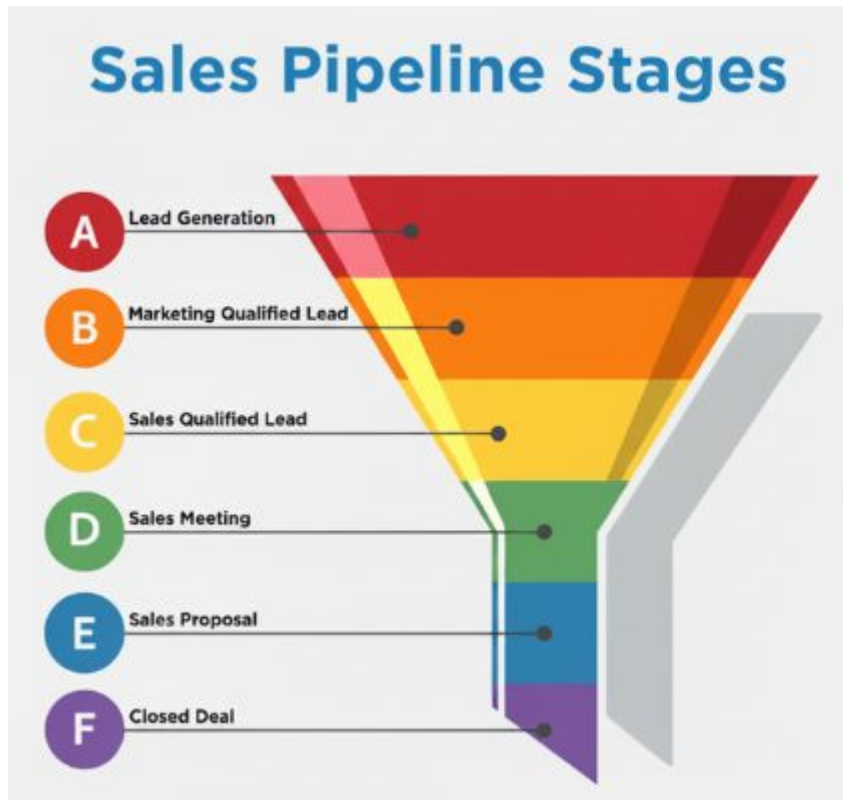 Sales Pipeline Stages
A
Lead Generation
B
Marketing Qualified Lead
C
Sales Qualified Lead
D
Sales Meeting
E
Sales Proposal
F
Closed Deal